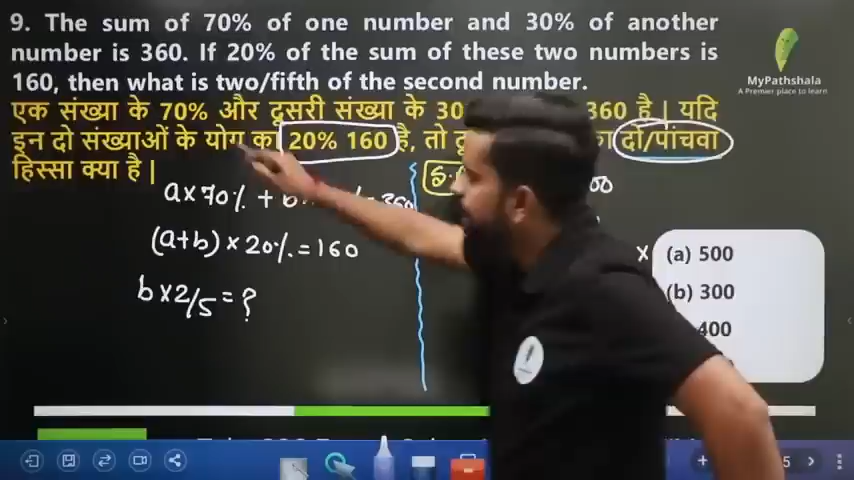 9. The sum of 70% of one number and 30% of another
number is 360. If 20% of the sum of these two numbers is
160, then what is two/fifth of the second number.
MyPathshala
A Premier place to learn
एक संख्या के 70% और दूसरी संख्या के 30 360 है | यदि
इन दो संख्याओं के योग का 20% 160 है, तो का दो/पांचवा
हिस्सा क्या है |
a×70% + b = 360
(a+b) × 20% = 160
b×2/5 = ?
× (a) 500
(b) 300
400
5